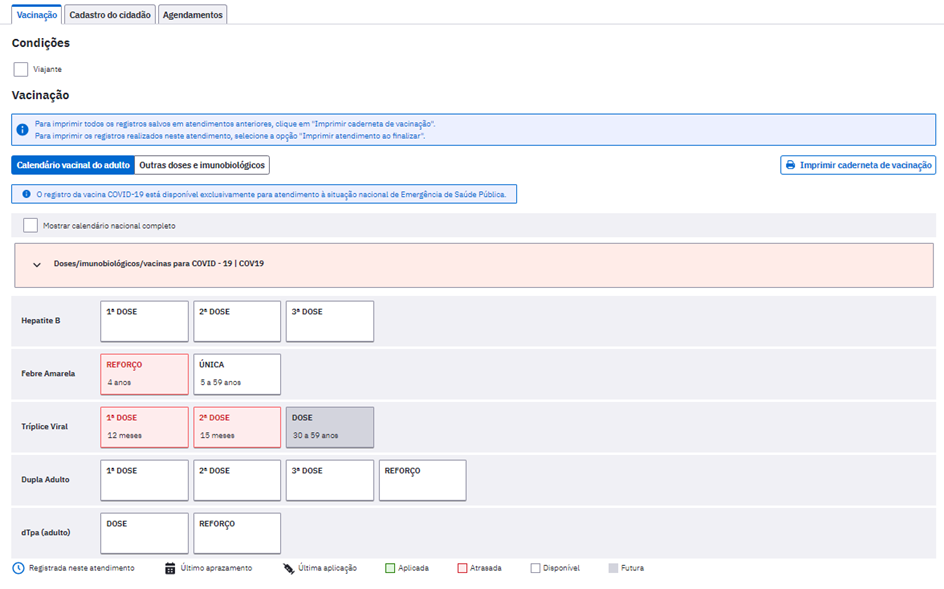 Vacinação Cadastro do cidadão Agendamentos
Condições
Viajante
Vacinação
Para imprimir todos os registros salvos em atendimentos anteriores, clique em "Imprimir caderneta de vacinação".
Para imprimir os registros realizados neste atendimento, selecione a opção "Imprimir atendimento ao finalizar".
Calendário vacinal do adulto Outras doses e imunobiológicos Imprimir caderneta de vacinação
O registro da vacina COVID-19 está disponível exclusivamente para atendimento à situação nacional de Emergência de Saúde Pública.
Mostrar calendário nacional completo
Doses/imunobiológicos/vacinas para COVID - 19 | COV19
Hepatite B 1ª DOSE 2ª DOSE 3ª DOSE
Febre Amarela REFORÇO ÚNICA
4 anos 5 a 59 anos
Tríplice Viral 1ª DOSE 2ª DOSE DOSE
12 meses 15 meses 30 a 59 anos
Dupla Adulto 1ª DOSE 2ª DOSE 3ª DOSE REFORÇO
dTpa (adulto) DOSE REFORÇO
Registrada neste atendimento Último aprazamento Última aplicação Aplicada Atrasada Disponível Futura